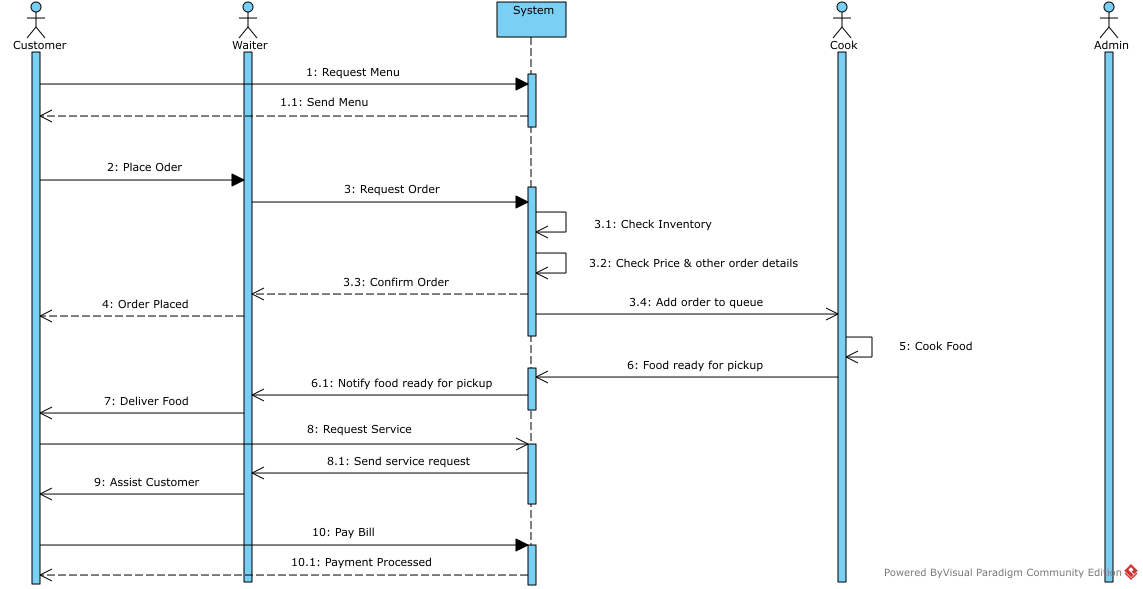 System
Customer
Waiter
Cook
Admin
1: Request Menu
1.1: Send Menu
2: Place Oder
3: Request Order
3.1: Check Inventory
3.2: Check Price & other order details
3.3: Confirm Order
4: Order Placed
3.4: Add order to queue
5: Cook Food
6: Food ready for pickup
6.1: Notify food ready for pickup
7: Deliver Food
8: Request Service
8.1: Send service request
9: Assist Customer
10: Pay Bill
10.1: Payment Processed
Powered ByVisual Paradigm Community Edition